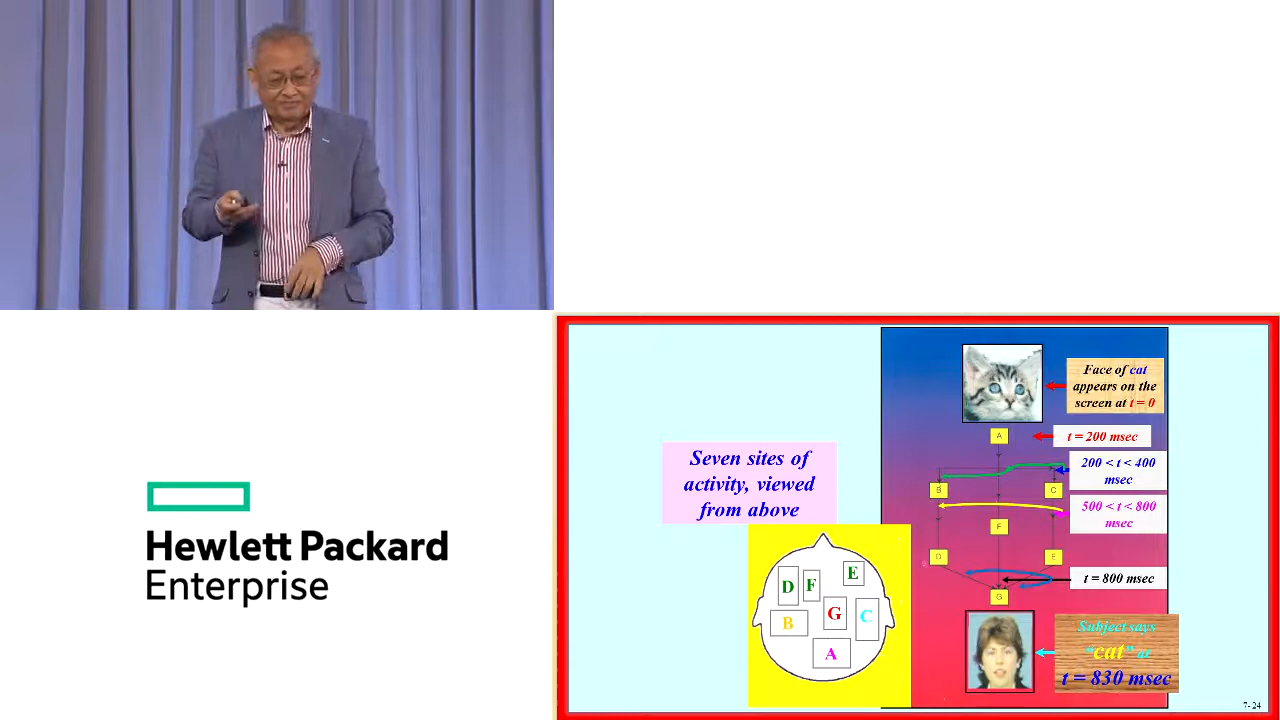 Hewlett Packard
Enterprise
Face of cat
appears on the
screen at t = 0
A
t = 200 msec
Seven sites of
activity, viewed
from above
200 < t < 400
msec
B
C
500 < t < 800
msec
F
D
E
t = 800 msec
G
D
F
E
B
G
C
A
Subject says
"cat" at
t = 830 msec
7- 24